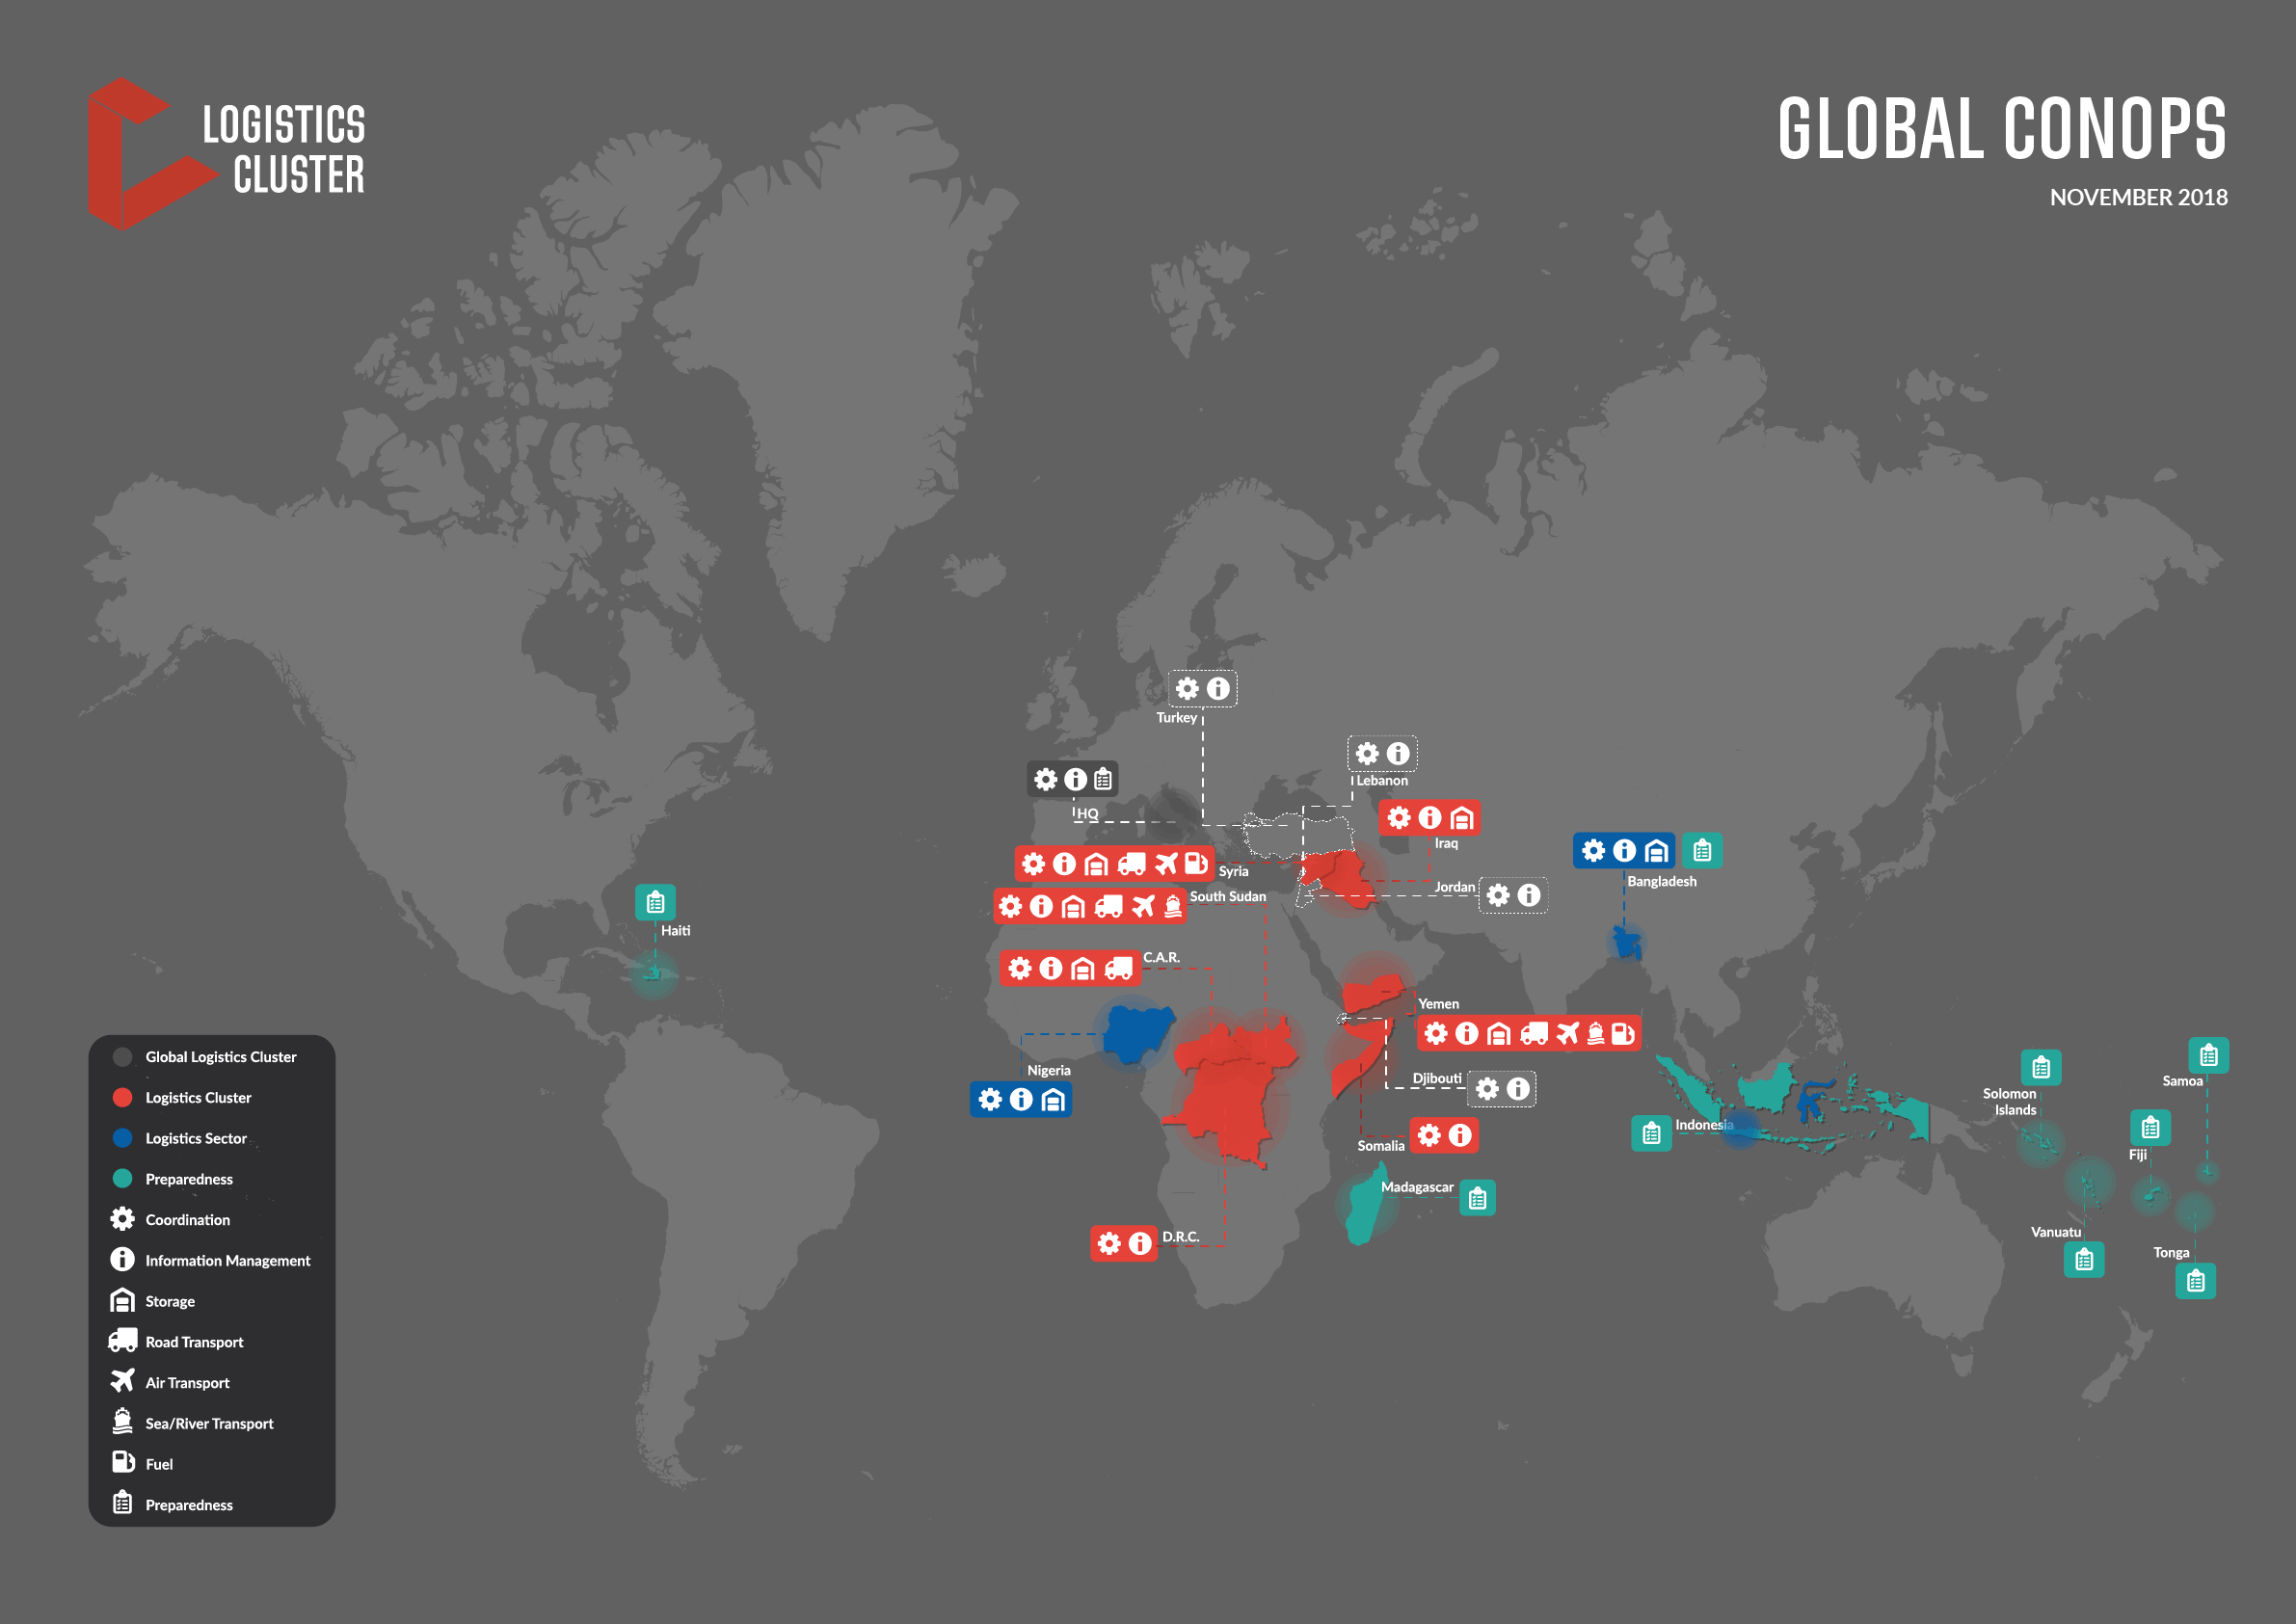 LOGISTICS
CLUSTER
GLOBAL CONOPS
NOVEMBER 2018
Turkey
Lebanon
HQ
Iraq
Syria
Bangladesh
Jordan
South Sudan
Haiti
C.A.R.
Yemen
Nigeria
Djibouti
Samoa
Solomon
Islands
Indonesia
Fiji
Somalia
Madagascar
Vanuatu
D.R.C.
Tonga
Global Logistics Cluster
Logistics Cluster
Logistics Sector
Preparedness
Coordination
Information Management
Storage
Road Transport
Air Transport
Sea/River Transport
Fuel
Preparedness